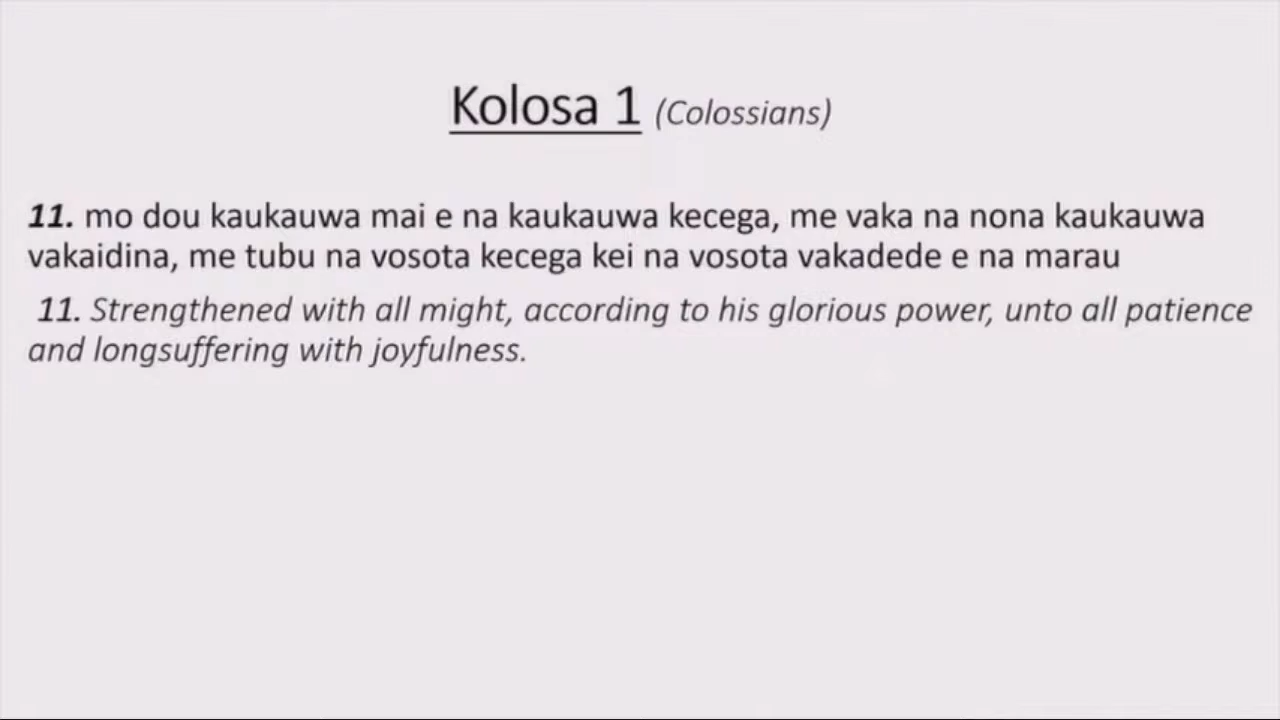 Kolosa 1 (Colossians)
11. mo dou kaukauwa mai e na kaukauwa kecega, me vaka na nona kaukauwa
vakaidina, me tubu na vosota kecega kei na vosota vakadede e na marau
11. Strengthened with all might, according to his glorious power, unto all patience
and longsuffering with joyfulness.